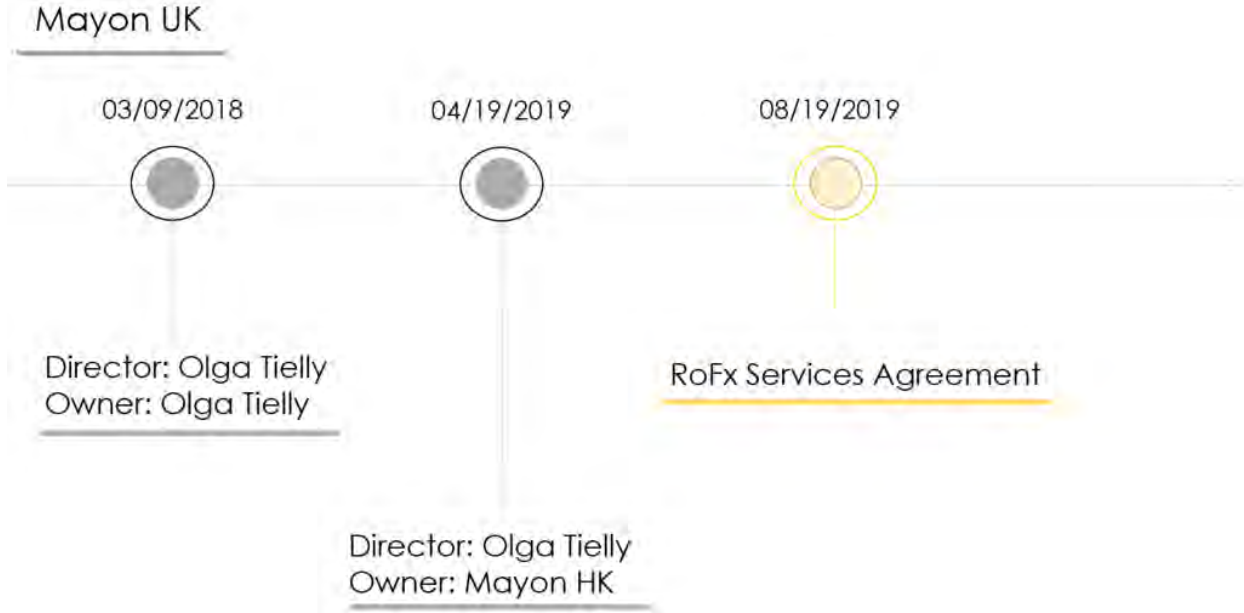 Mayon UK
03/09/2018
04/19/2019
08/19/2019
Director: Olga Tielly
Owner: Olga Tielly
RoFx Services Agreement
Director: Olga Tielly
Owner: Mayon HK